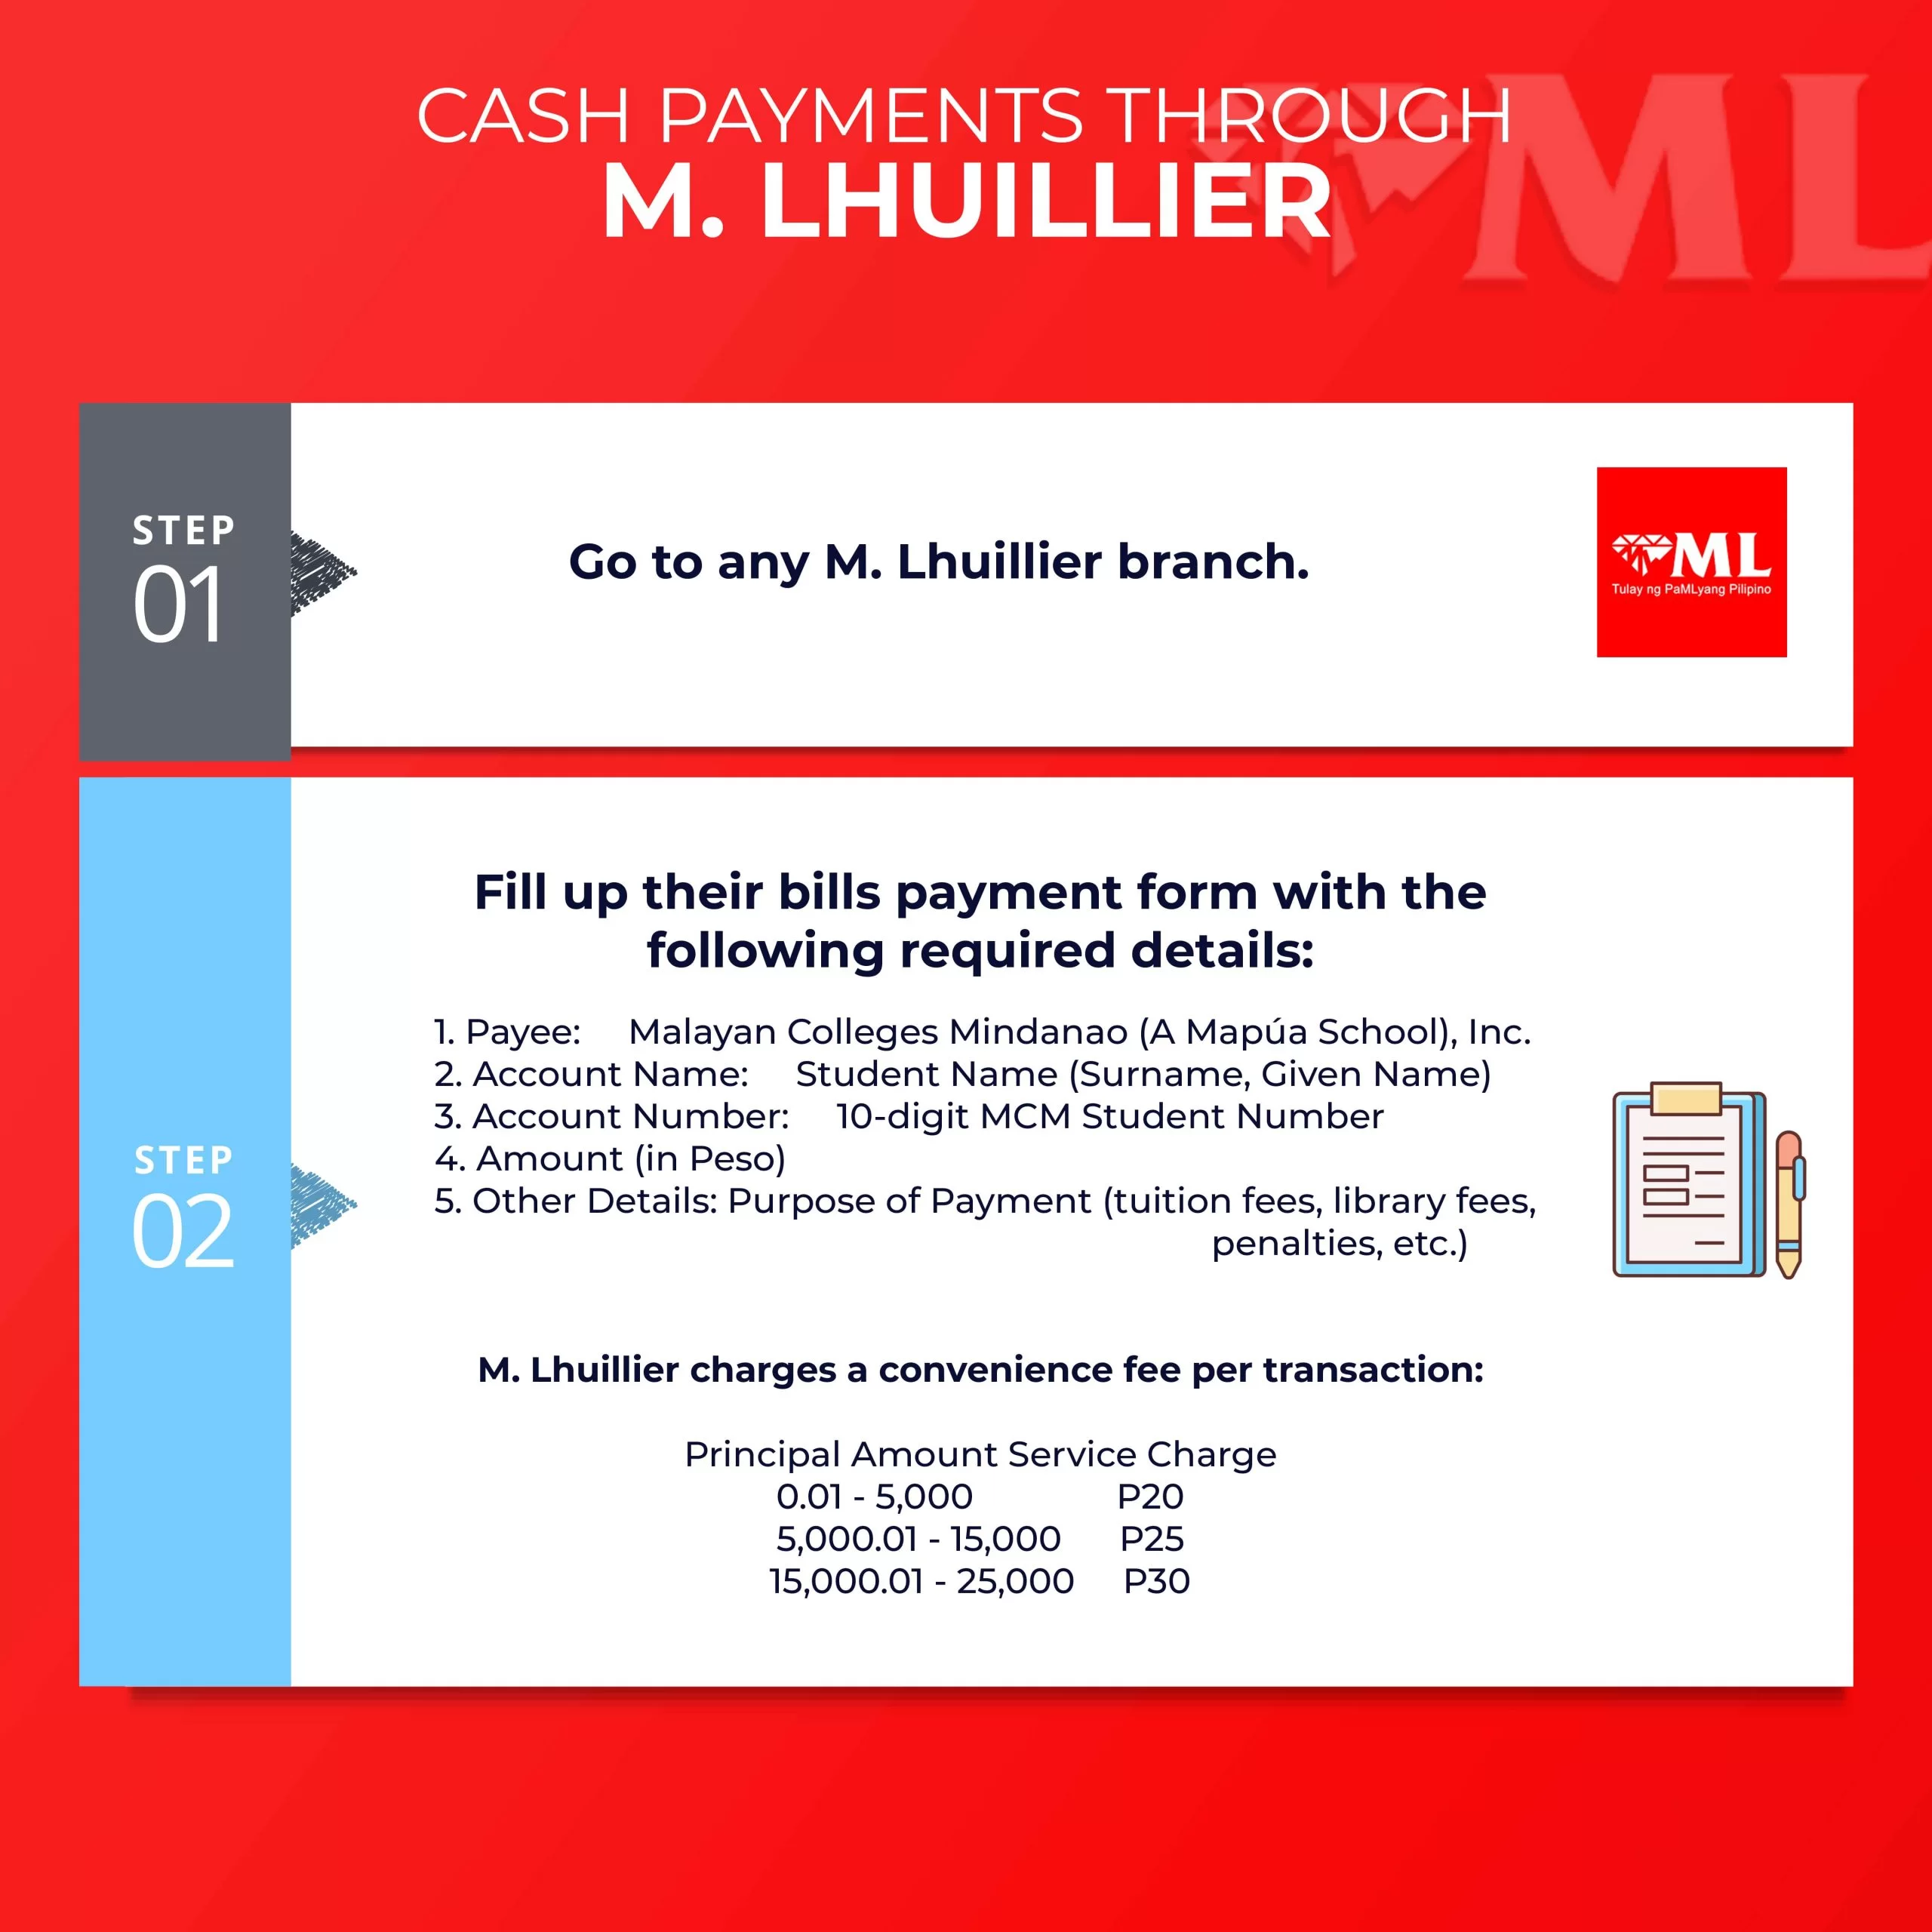 CASH PAYMENTS THROUGH
M. LHUILLIER
ML
STEP
01
Go to any M. Lhuillier branch.
ML
Tulay ng PaMLyang Pilipino
STEP
02
Fill up their bills payment form with the
following required details:
1. Payee: Malayan Colleges Mindanao (A Mapúa School), Inc.
2. Account Name: Student Name (Surname, Given Name)
3. Account Number: 10-digit MCM Student Number
4. Amount (in Peso)
5. Other Details: Purpose of Payment (tuition fees, library fees,
penalties, etc.)
M. Lhuillier charges a convenience fee per transaction:
Principal Amount Service Charge
0.01 - 5,000 P20
5,000.01 - 15,000 P25
15,000.01 - 25,000 P30